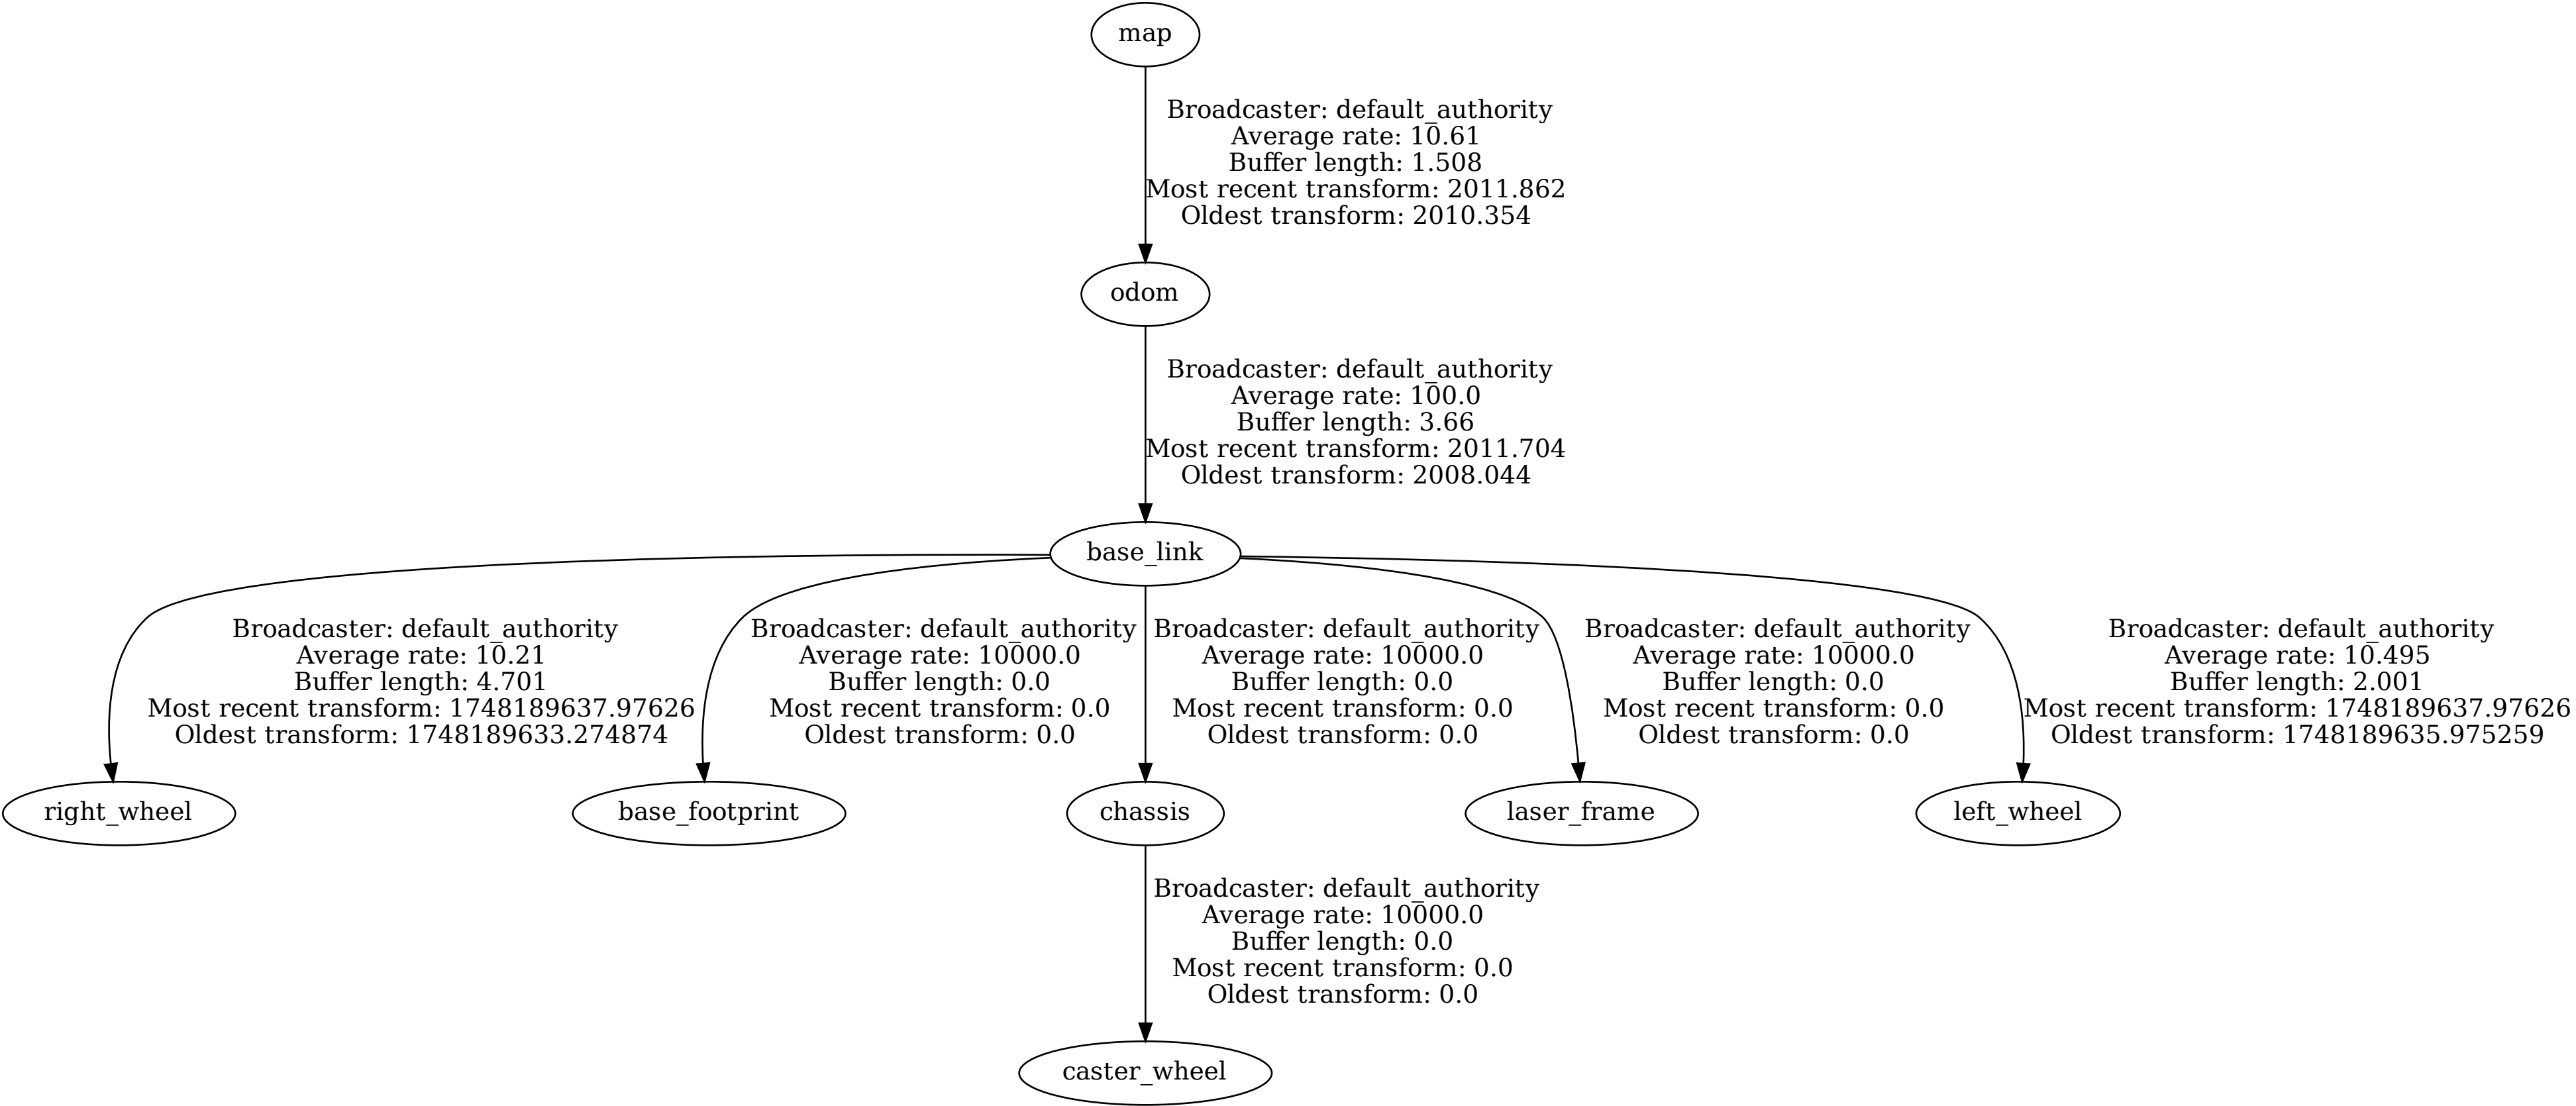 map
Broadcaster: default_authority
Average rate: 10.61
Buffer length: 1.508
Most recent transform: 2011.862
Oldest transform: 2010.354
odom
Broadcaster: default_authority
Average rate: 100.0
Buffer length: 3.66
Most recent transform: 2011.704
Oldest transform: 2008.044
base_link
Broadcaster: default_authority
Average rate: 10.21
Buffer length: 4.701
Most recent transform: 1748189637.97626
Oldest transform: 1748189633.274874
Broadcaster: default_authority
Average rate: 10000.0
Buffer length: 0.0
Most recent transform: 0.0
Oldest transform: 0.0
Broadcaster: default_authority
Average rate: 10000.0
Buffer length: 0.0
Most recent transform: 0.0
Oldest transform: 0.0
Broadcaster: default_authority
Average rate: 10000.0
Buffer length: 0.0
Most recent transform: 0.0
Oldest transform: 0.0
Broadcaster: default_authority
Average rate: 10.495
Buffer length: 2.001
Most recent transform: 1748189637.97626
Oldest transform: 1748189635.975259
right_wheel
base_footprint
chassis
laser_frame
left_wheel
Broadcaster: default_authority
Average rate: 10000.0
Buffer length: 0.0
Most recent transform: 0.0
Oldest transform: 0.0
caster_wheel